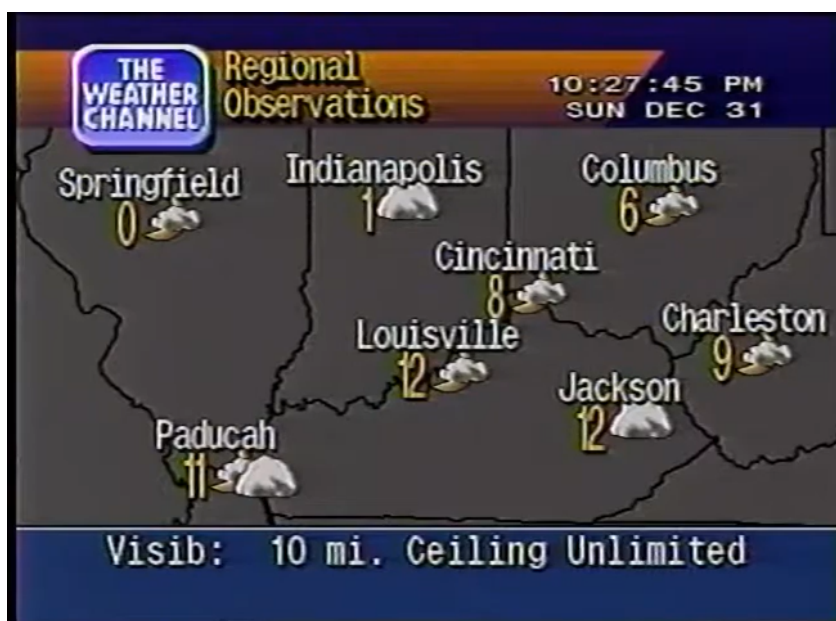 THE
WEATHER
CHANNEL
Regional
Observations
10:27:45 PM
SUN DEC 31
Springfield
0
Indianapolis
1
Columbus
6
Cincinnati
8
Louisville
12
Charleston
9
Jackson
12
Paducah
11
Visib: 10 mi. Ceiling Unlimited